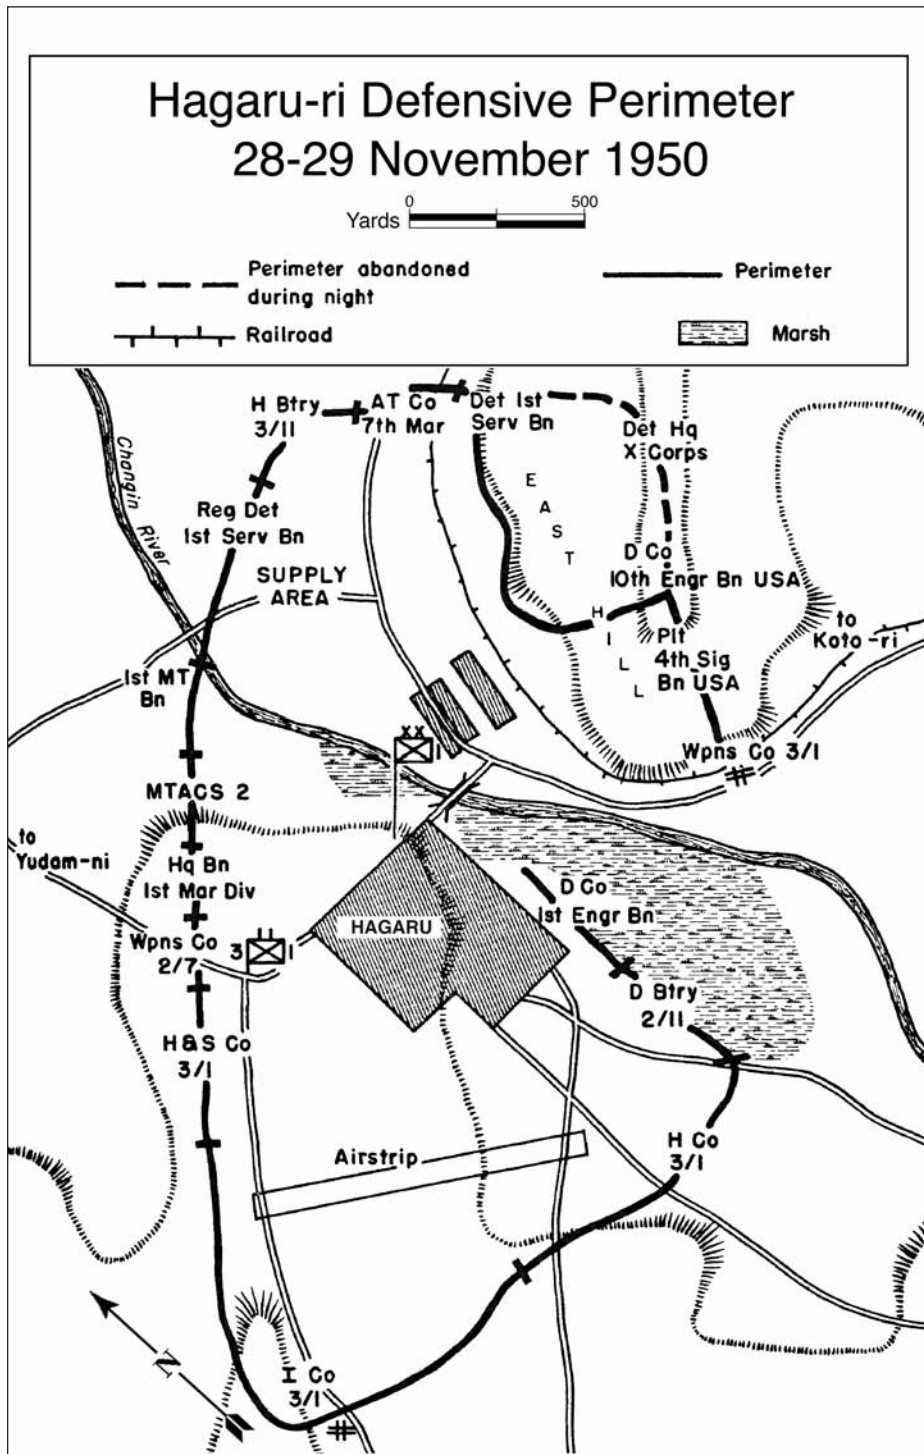 Hagaru-ri Defensive Perimeter
28-29 November 1950
0 500
Yards
Perimeter abandoned
during night
Perimeter
Railroad
Marsh
H Btry
3/11
AT Co
7th Mar
Det 1st
Serv Bn
Det Hq
X Corps
Changin River
EAST
HILL
Reg Det
1st Serv Bn
D Co
10th Engr Bn USA
SUPPLY
AREA
to
Koto-ri
Plt
4th Sig
Bn USA
1st MT
Bn
XX
1
Wpns Co 3/1
MTACS 2
to
Yudam-ni
Hq Bn
1st Mar Div
D Co
1st Engr Bn
HAGARU
Wpns Co
2/7
II
3 1
D Btry
2/11
H&S Co
3/1
H Co
3/1
Airstrip
N
I Co
3/1